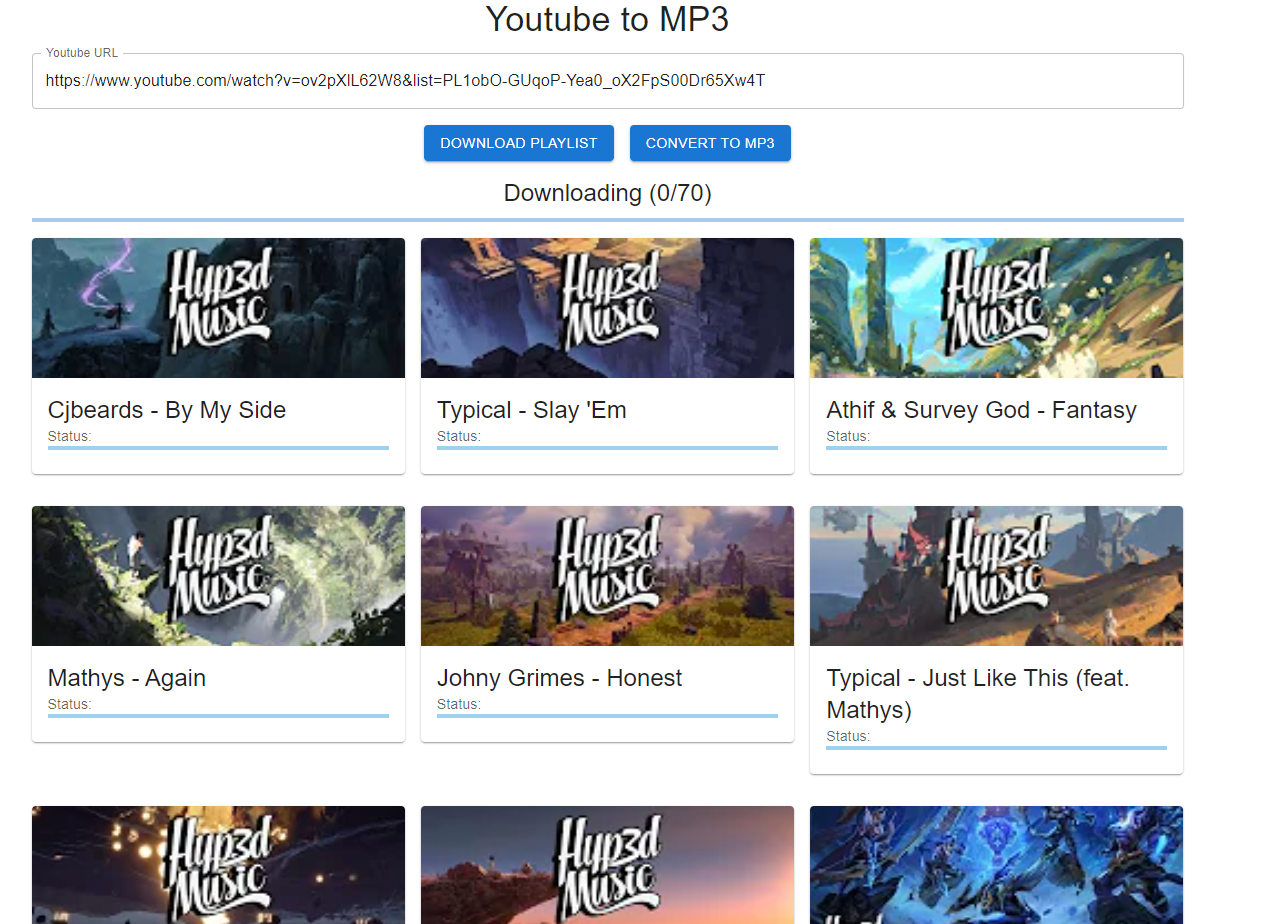 Youtube to MP3
Youtube URL
https://www.youtube.com/watch?v=ov2pXlL62W8&list=PL1obO-GUqoP-Yea0_oX2FpS00Dr65Xw4T
DOWNLOAD PLAYLIST CONVERT TO MP3
Downloading (0/70)
Hyp3d Hyp3d Hyp3d
Music Music Music
Cjbeards - By My Side Typical - Slay 'Em Athif & Survey God - Fantasy
Status: Status: Status:
Hyp3d Hyp3d Hyp3d
Music Music Music
Mathys - Again Johny Grimes - Honest Typical - Just Like This (feat.
Mathys)
Status: Status: Status:
Hyp3d Hyp3d
Music Music